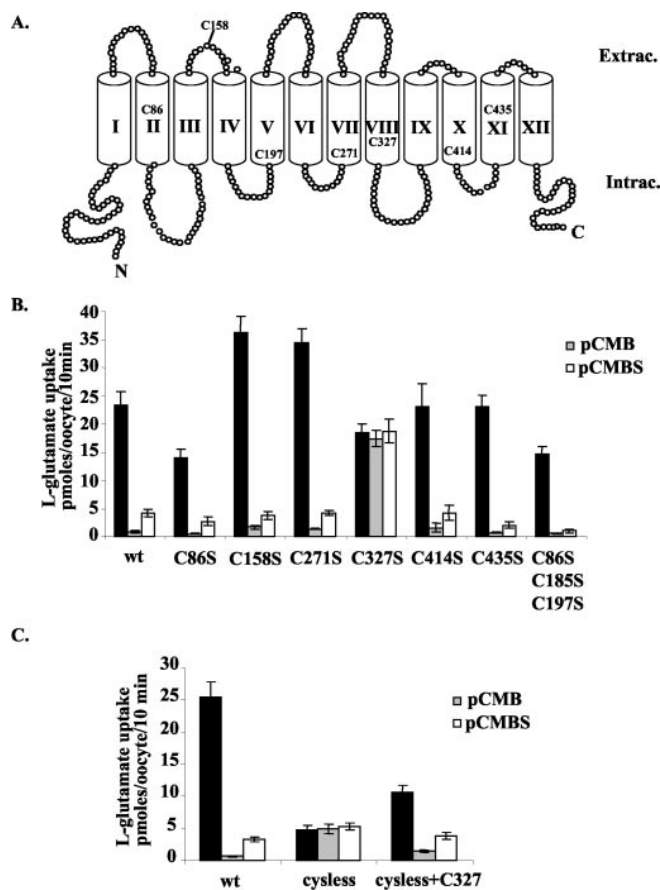 A.
C158
Extrac.
C86
C435
I II III IV V VI VII VIII IX X XI XII
C327
C197 C271 C414
Intrac.
N
C
B.
L-glutamate uptake
pmoles/oocyte/10min
40
35
30
25
20
15
10
5
0
pCMB
pCMBS
wt C86S C158S C271S C327S C414S C435S C86S
C185S
C197S
C.
L-glutamate uptake
pmoles/oocyte/10 min
30
25
20
15
10
5
0
pCMB
pCMBS
wt cysless cysless+C327